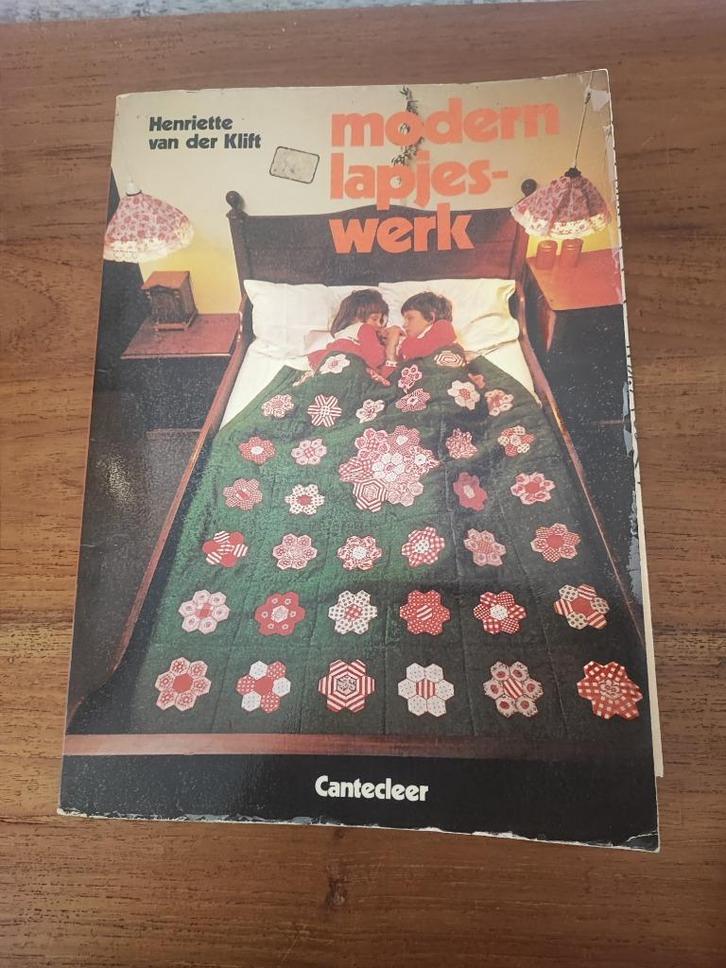 Henriette
van der Klift
modern
lapjes-
werk
Cantecleer